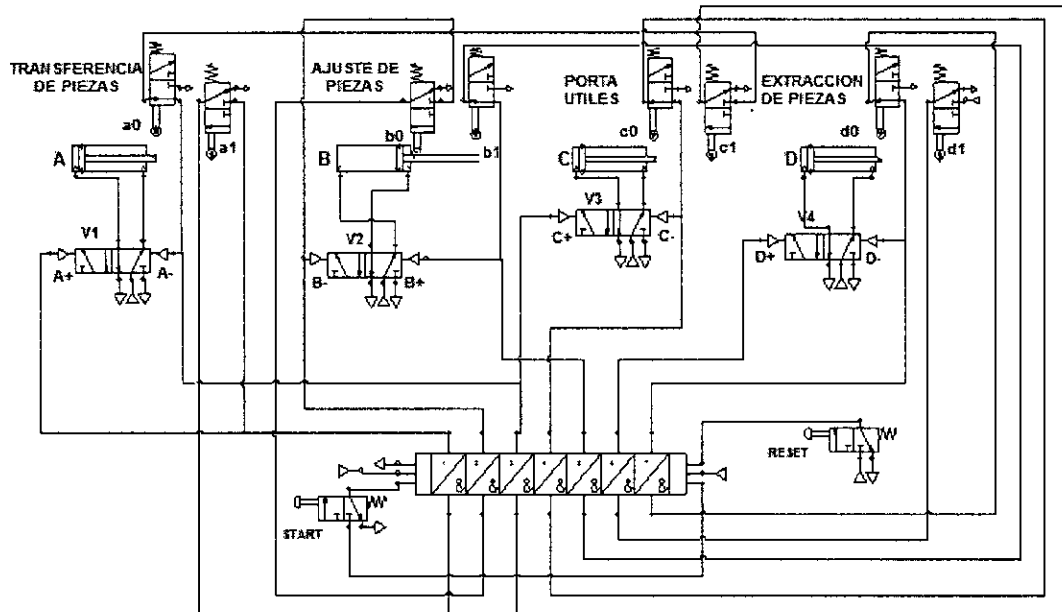 TRANSFERENCIA
DE PIEZAS
AJUSTE DE
PIEZAS
PORTA
UTILES
EXTRACCION
DE PIEZAS
a0
a1
b0
b1
c0
c1
d0
d1
A
B
C
D
V1
V2
V3
V4
A+
A-
B-
B+
C+
C-
D+
D-
RESET
START